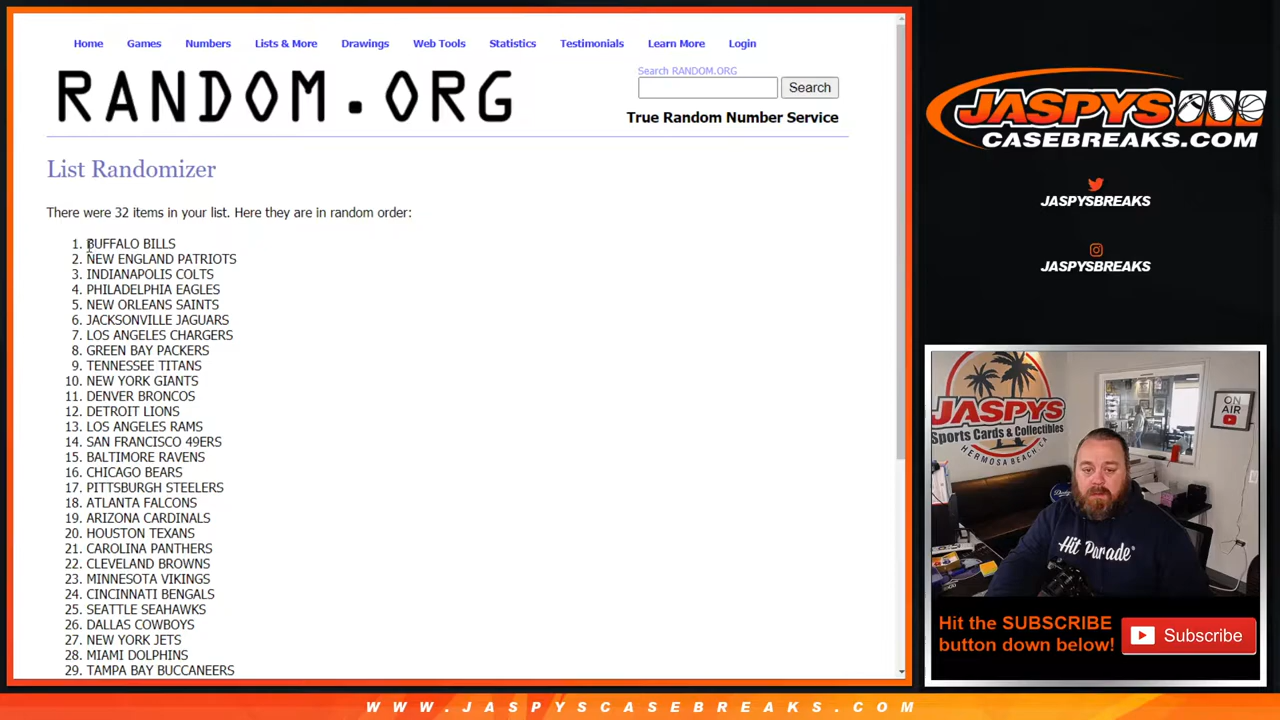 Home Games Numbers Lists & More Drawings Web Tools Statistics Testimonials Learn More Login
RANDOM.ORG
Search RANDOM.ORG
Search
True Random Number Service
List Randomizer
There were 32 items in your list. Here they are in random order:
1. BUFFALO BILLS
2. NEW ENGLAND PATRIOTS
3. INDIANAPOLIS COLTS
4. PHILADELPHIA EAGLES
5. NEW ORLEANS SAINTS
6. JACKSONVILLE JAGUARS
7. LOS ANGELES CHARGERS
8. GREEN BAY PACKERS
9. TENNESSEE TITANS
10. NEW YORK GIANTS
11. DENVER BRONCOS
12. DETROIT LIONS
13. LOS ANGELES RAMS
14. SAN FRANCISCO 49ERS
15. BALTIMORE RAVENS
16. CHICAGO BEARS
17. PITTSBURGH STEELERS
18. ATLANTA FALCONS
19. ARIZONA CARDINALS
20. HOUSTON TEXANS
21. CAROLINA PANTHERS
22. CLEVELAND BROWNS
23. MINNESOTA VIKINGS
24. CINCINNATI BENGALS
25. SEATTLE SEAHAWKS
26. DALLAS COWBOYS
27. NEW YORK JETS
28. MIAMI DOLPHINS
29. TAMPA BAY BUCCANEERS
JASPYS
CASEBREAKS.COM
JASPYSBREAKS
JASPYSBREAKS
JASPYS
Sports Cards & Collectibles
HERMOSA BEACH, CA
ON
AIR
Dodgers
Hit Parade
Hit the SUBSCRIBE
button down below!
Subscribe
WWW.JASPYSCASEBREAKS.COM